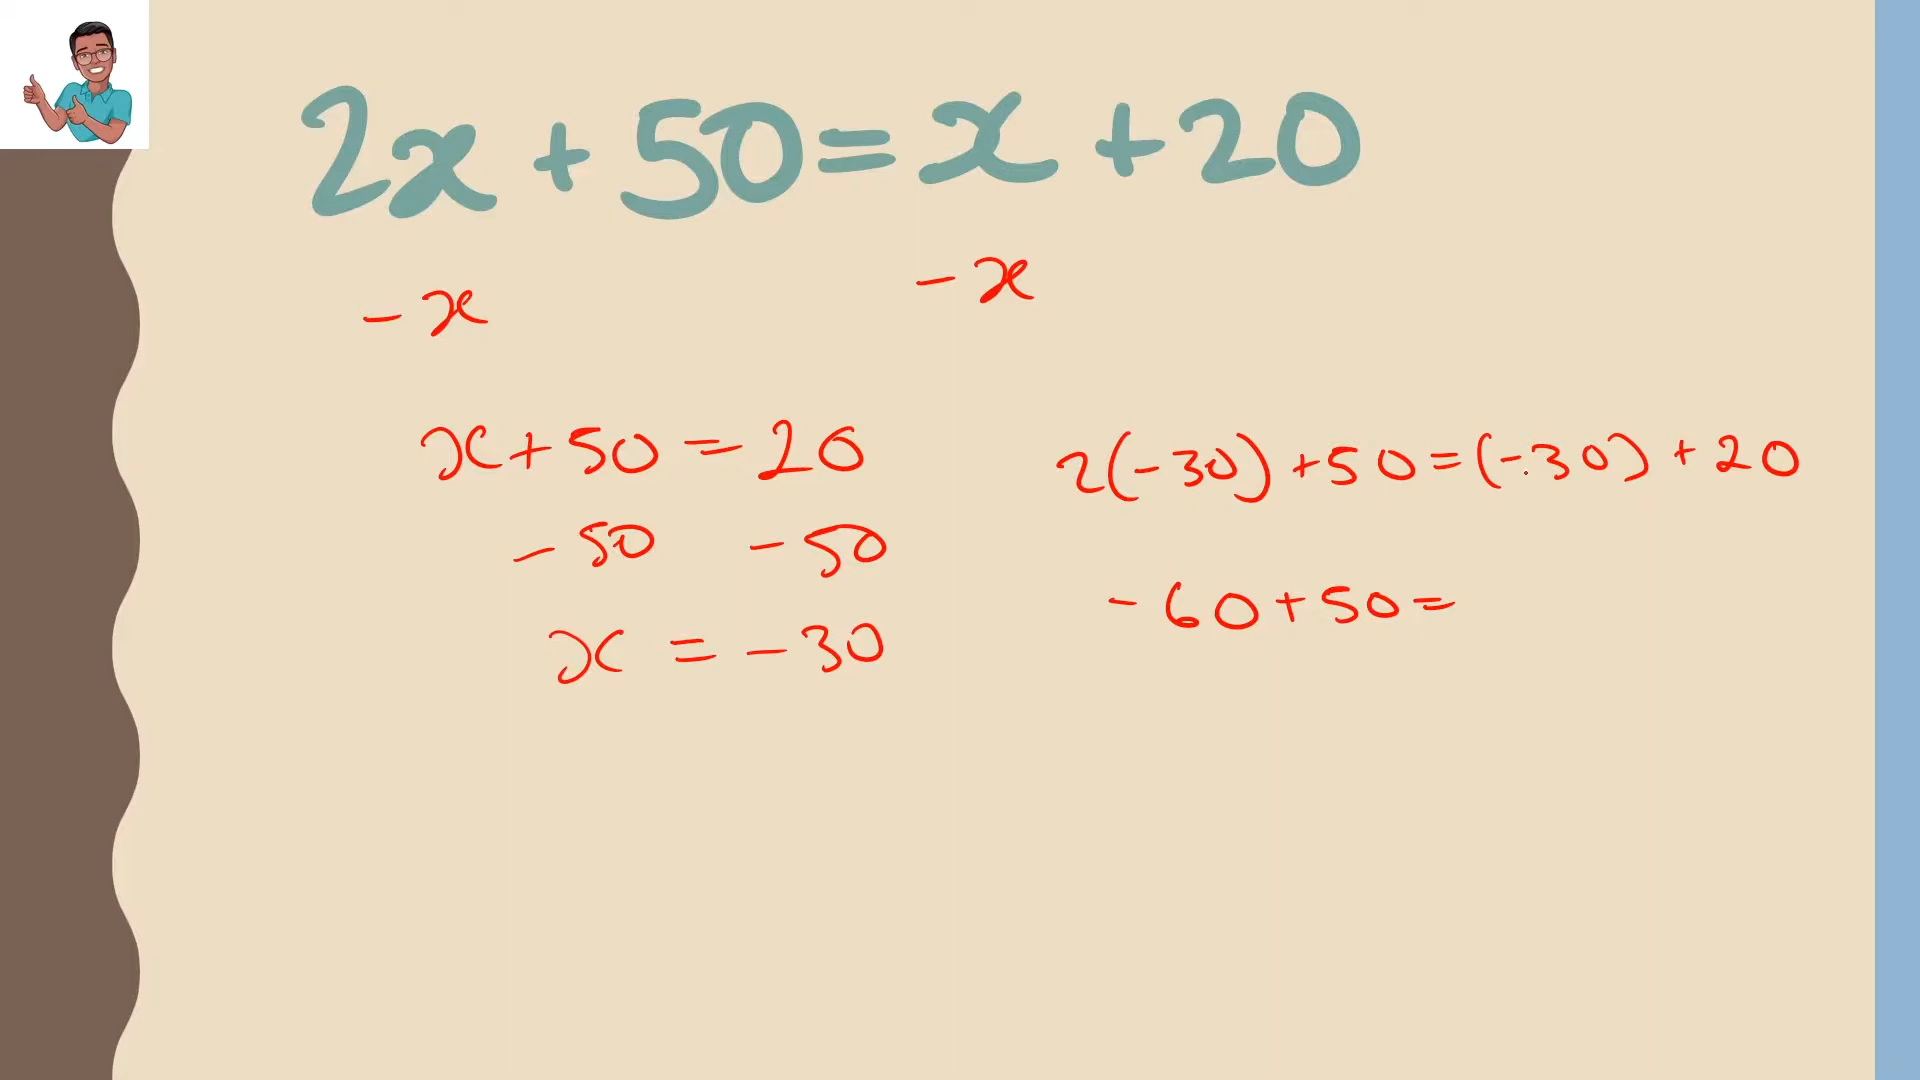 2x + 50 = x + 20
- x - x
x + 50 = 20
- 50 - 50
x = - 30
2(-30) + 50 = (-30) + 20
- 60 + 50 =